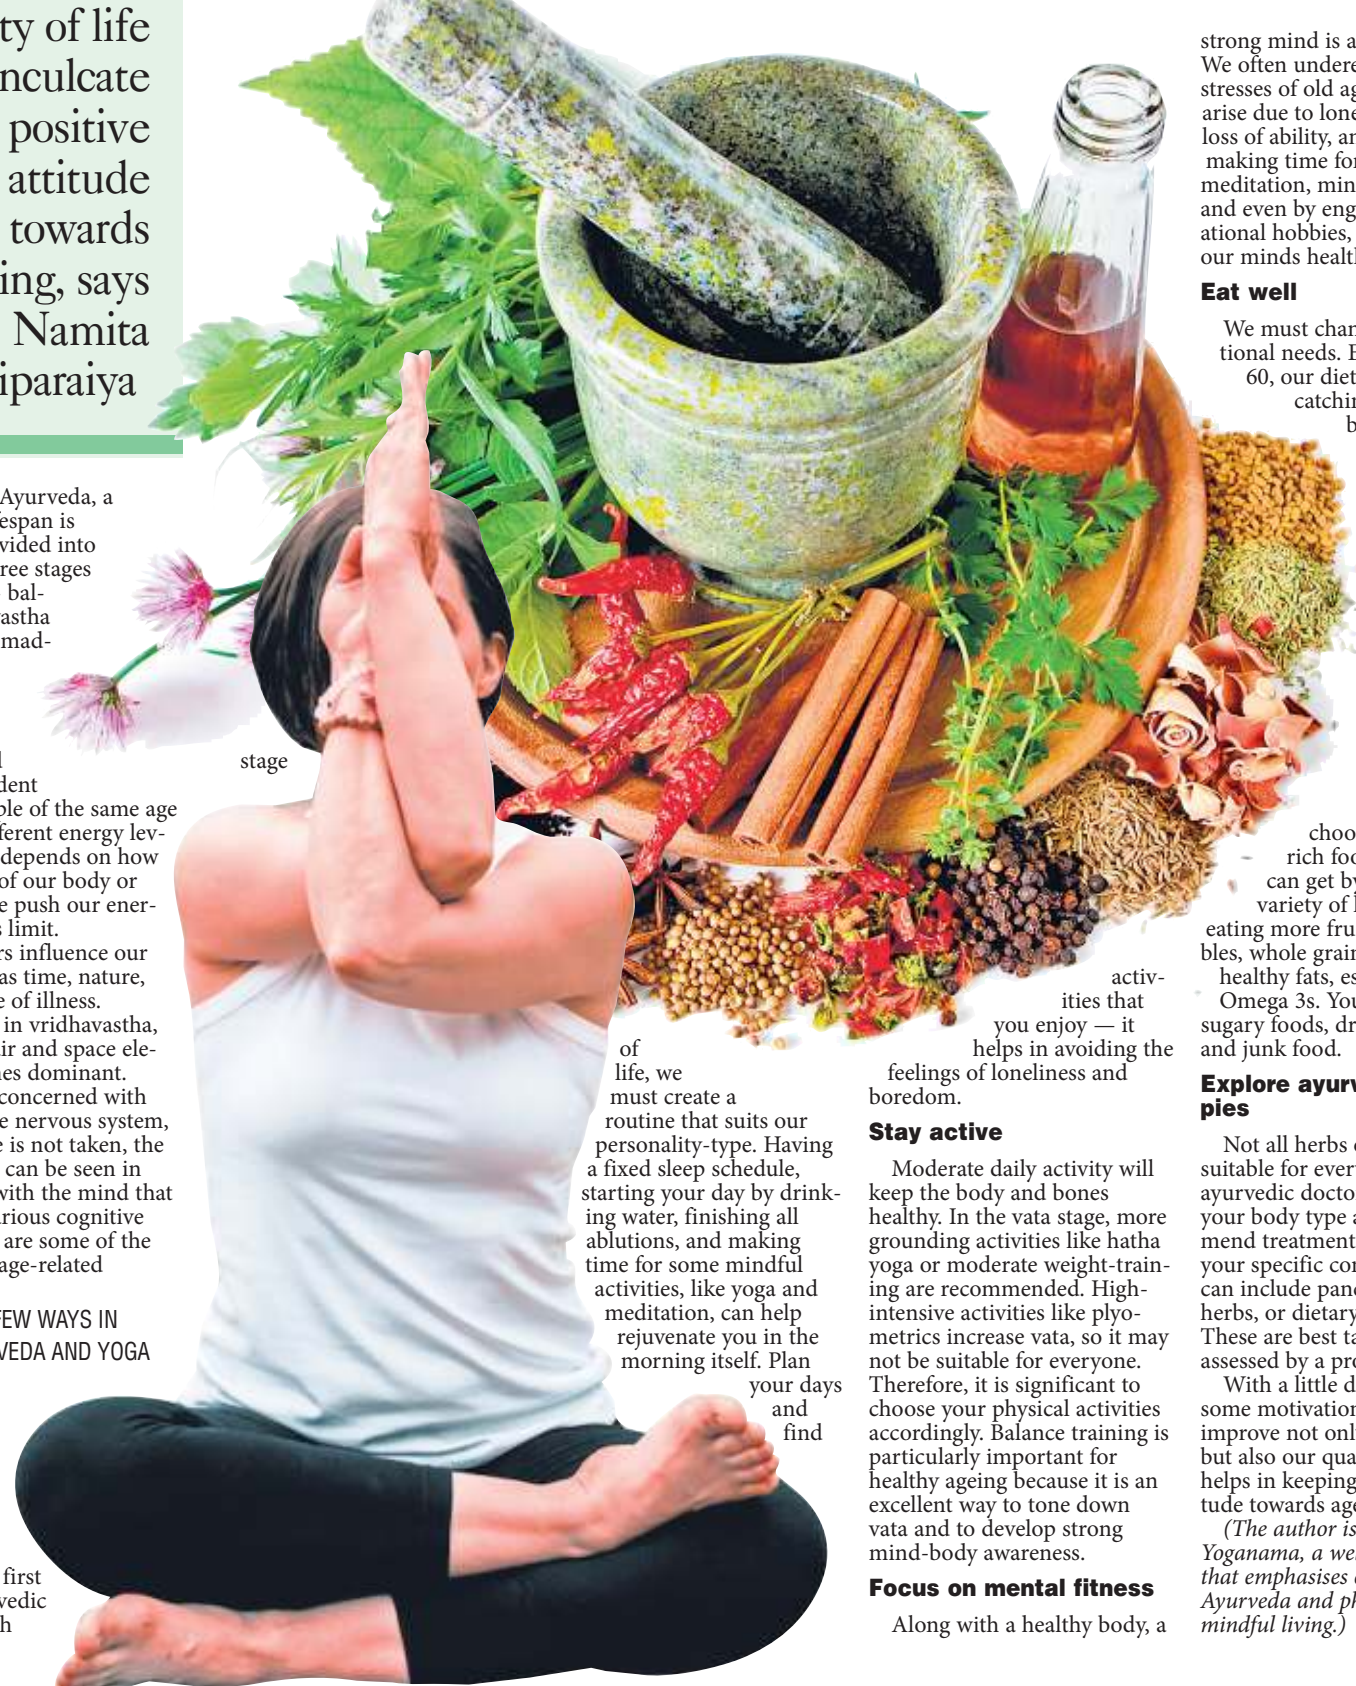 ty of life
nculcate
positive
attitude
towards
ing, says
Namita
iparaiya
Ayurveda, a
espan is
vided into
ree stages
bal-
astha
mad-
dent
ple of the same age
ferent energy lev-
depends on how
of our body or
e push our ener-
s limit.
rs influence our
as time, nature,
e of illness.
in vridhavastha,
ir and space ele-
nes dominant.
concerned with
e nervous system,
e is not taken, the
can be seen in
with the mind that
rious cognitive
are some of the
age-related
FEW WAYS IN
VEDA AND YOGA
first
vedic
h
stage
of
life, we
must create a
routine that suits our
personality-type. Having
a fixed sleep schedule,
starting your day by drink-
ing water, finishing all
ablutions, and making
time for some mindful
activities, like yoga and
meditation, can help
rejuvenate you in the
morning itself. Plan
your days
and
find
activ-
ities that
you enjoy — it
helps in avoiding the
feelings of loneliness and
boredom.
Stay active
Moderate daily activity will
keep the body and bones
healthy. In the vata stage, more
grounding activities like hatha
yoga or moderate weight-train-
ing are recommended. High-
intensive activities like plyo-
metrics increase vata, so it may
not be suitable for everyone.
Therefore, it is significant to
choose your physical activities
accordingly. Balance training is
particularly important for
healthy ageing because it is an
excellent way to tone down
vata and to develop strong
mind-body awareness.
Focus on mental fitness
Along with a healthy body, a
strong mind is a
We often undere
stresses of old ag
arise due to lone
loss of ability, an
making time for
meditation, min
and even by eng
ational hobbies,
our minds healt
Eat well
We must chan
tional needs. E
60, our diet
catchin
b
choo
rich foo
can get by
variety of l
eating more fru
bles, whole grain
healthy fats, es
Omega 3s. You
sugary foods, dr
and junk food.
Explore ayurv
pies
Not all herbs
suitable for ever
ayurvedic docto
your body type a
mend treatment
your specific con
can include panc
herbs, or dietary
These are best ta
assessed by a pro
With a little d
some motivation
improve not onl
but also our qua
helps in keeping
tude towards age
(The author is
Yoganama, a wel
that emphasises
Ayurveda and ph
mindful living.)